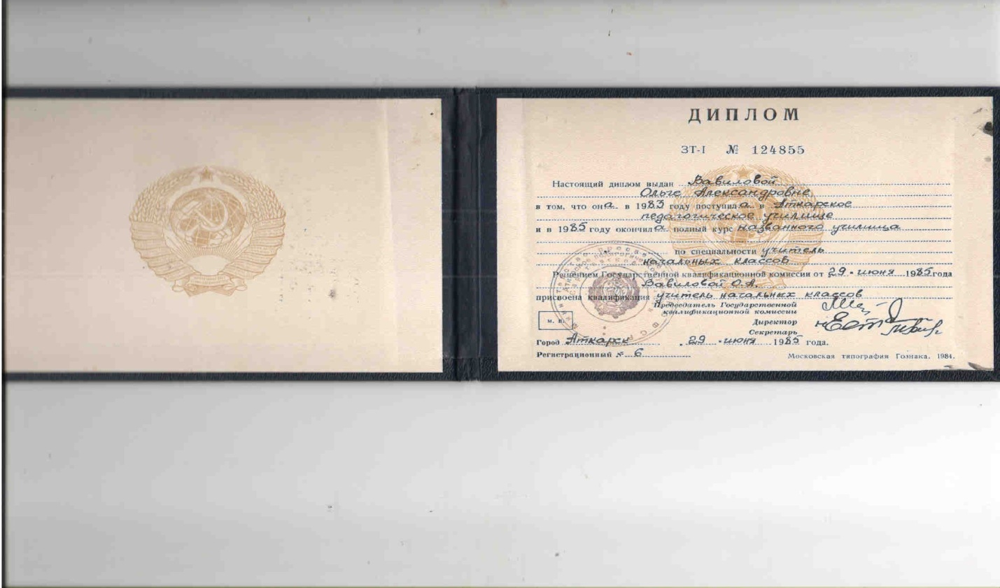 ДИПЛОМ
ЗТ-I № 124855
Настоящий диплом выдан Вавиловой
Ольге Александровне
в том, что она в 1983 году поступила в Аткарское
педагогическое училище
и в 1985 году окончила полный курс названного училища
по специальности учитель
начальных классов
Решением Государственной квалификационной комиссии от 29 июня 1985 года
Вавиловой О.А.
присвоена квалификация учитель начальных классов
Председатель Государственной
квалификационной комиссии
М. П.
Директор
Секретарь
Город Аткарск 29 июня 1985 года.
Регистрационный № 6
Московская типография Гознака. 1984.